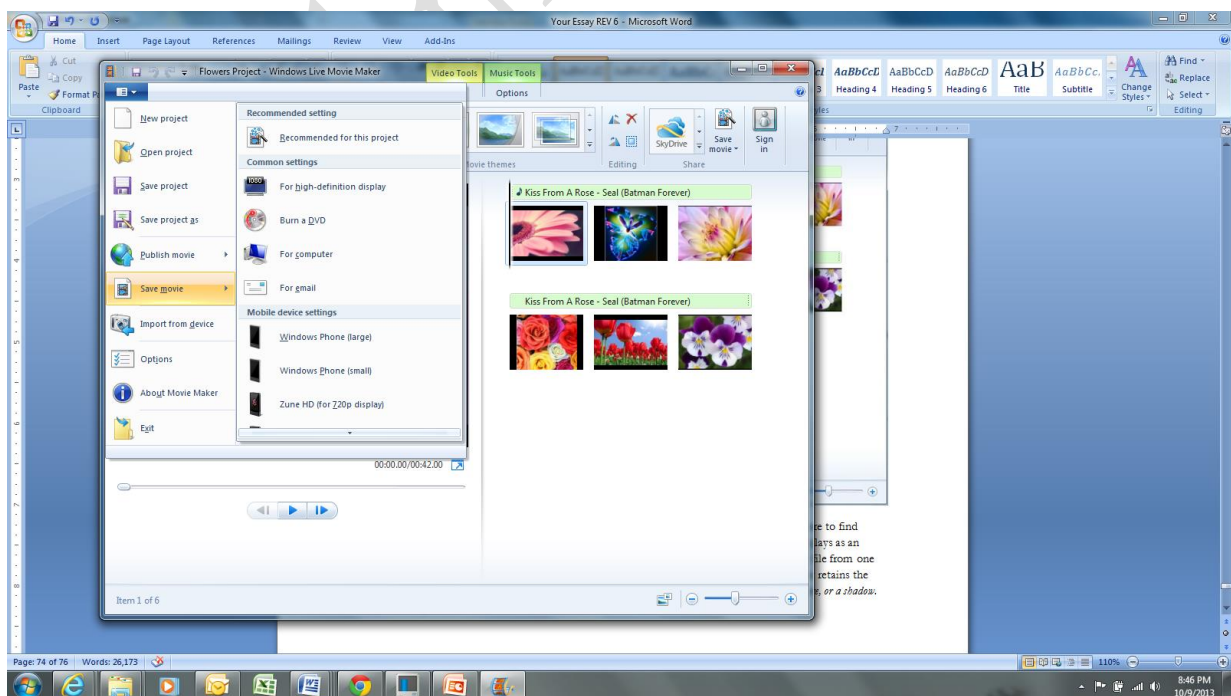 Your Essay REV 6 - Microsoft Word
Home Insert Page Layout References Mailings Review View Add-Ins
Cut
Copy
Format P
Paste
Clipboard
Heading 4 Heading 5 Heading 6 Title Subtitle
AaBbCcD AaBbCcD AaBbCcD AaB AaBbCc.
Change Styles
Find
Replace
Select
Editing
Flowers Project - Windows Live Movie Maker
Video Tools Music Tools
Options
New project
Open project
Save project
Save project as
Publish movie
Save movie
Import from device
Options
About Movie Maker
Exit
Recommended setting
Recommended for this project
Common settings
1080
For high-definition display
Burn a DVD
For computer
For email
Mobile device settings
Windows Phone (large)
Windows Phone (small)
Zune HD (for 720p display)
ovie themes
Editing
SkyDrive
Share
Save movie
Sign in
Kiss From A Rose - Seal (Batman Forever)
Kiss From A Rose - Seal (Batman Forever)
00:00.00/00:42.00
Item 1 of 6
re to find
lays as an
file from one
retains the
e, or a shadow.
Page: 74 of 76 Words: 26,173
110%
8:46 PM
10/9/2013